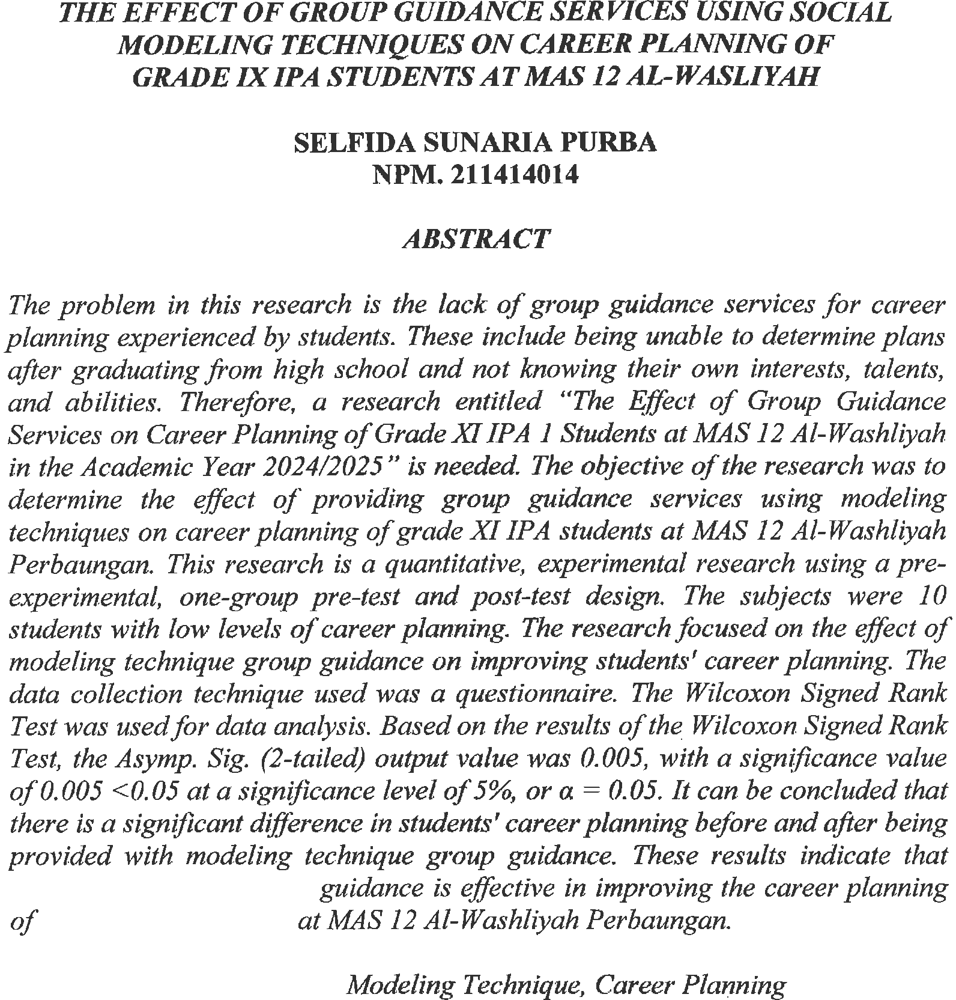 THE EFFECT OF GROUP GUIDANCE SERVICES USING SOCIAL
MODELING TECHNIQUES ON CAREER PLANNING OF
GRADE IX IPA STUDENTS AT MAS 12 AL-WASLIYAH
SELFIDA SUNARIA PURBA
NPM. 211414014
ABSTRACT
The problem in this research is the lack of group guidance services for career
planning experienced by students. These include being unable to determine plans
after graduating from high school and not knowing their own interests, talents,
and abilities. Therefore, a research entitled “The Effect of Group Guidance
Services on Career Planning of Grade XI IPA 1 Students at MAS 12 Al-Washliyah
in the Academic Year 2024/2025” is needed. The objective of the research was to
determine the effect of providing group guidance services using modeling
techniques on career planning of grade XI IPA students at MAS 12 Al-Washliyah
Perbaungan. This research is a quantitative, experimental research using a pre-
experimental, one-group pre-test and post-test design. The subjects were 10
students with low levels of career planning. The research focused on the effect of
modeling technique group guidance on improving students' career planning. The
data collection technique used was a questionnaire. The Wilcoxon Signed Rank
Test was used for data analysis. Based on the results of the Wilcoxon Signed Rank
Test, the Asymp. Sig. (2-tailed) output value was 0.005, with a significance value
of 0.005 <0.05 at a significance level of 5%, or α = 0.05. It can be concluded that
there is a significant difference in students' career planning before and after being
provided with modeling technique group guidance. These results indicate that
guidance is effective in improving the career planning
of at MAS 12 Al-Washliyah Perbaungan.
Modeling Technique, Career Planning